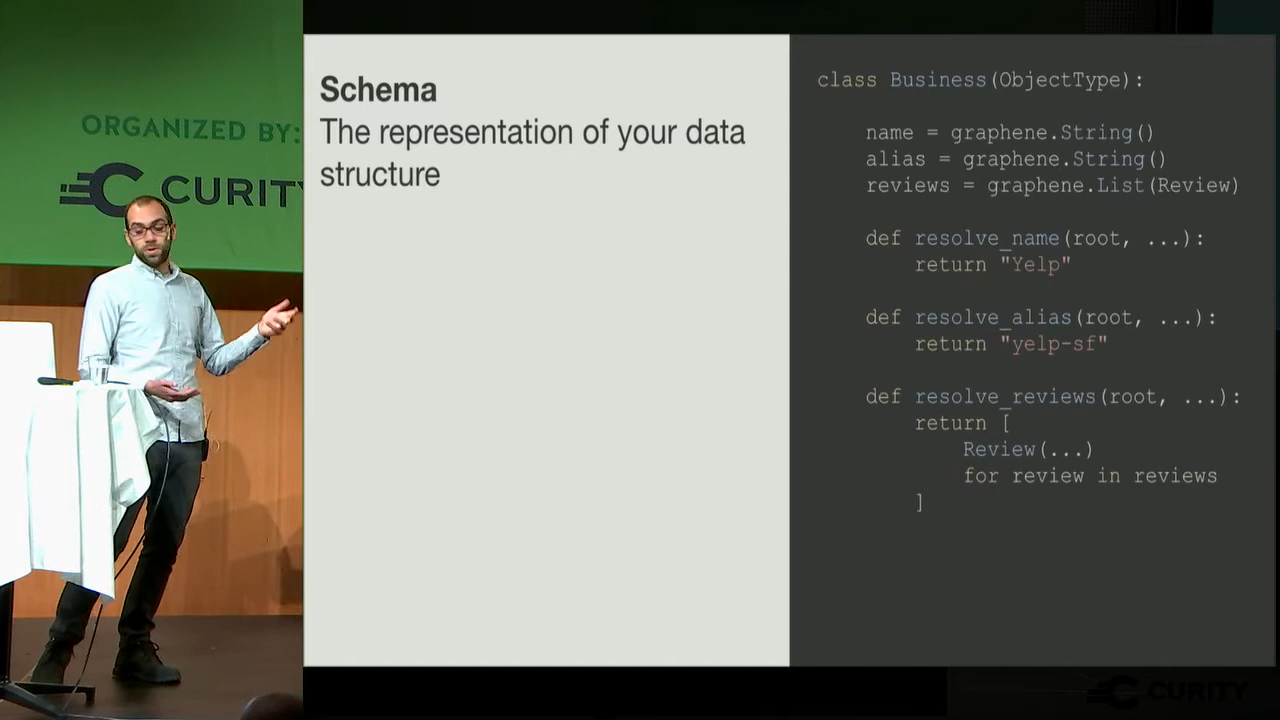 ORGANIZED BY:
CURITY
Schema
The representation of your data
structure
class Business(ObjectType):
name = graphene.String()
alias = graphene.String()
reviews = graphene.List(Review)
def resolve_name(root, ...):
return "Yelp"
def resolve_alias(root, ...):
return "yelp-sf"
def resolve_reviews(root, ...):
return [
Review(...)
for review in reviews
]
CURITY